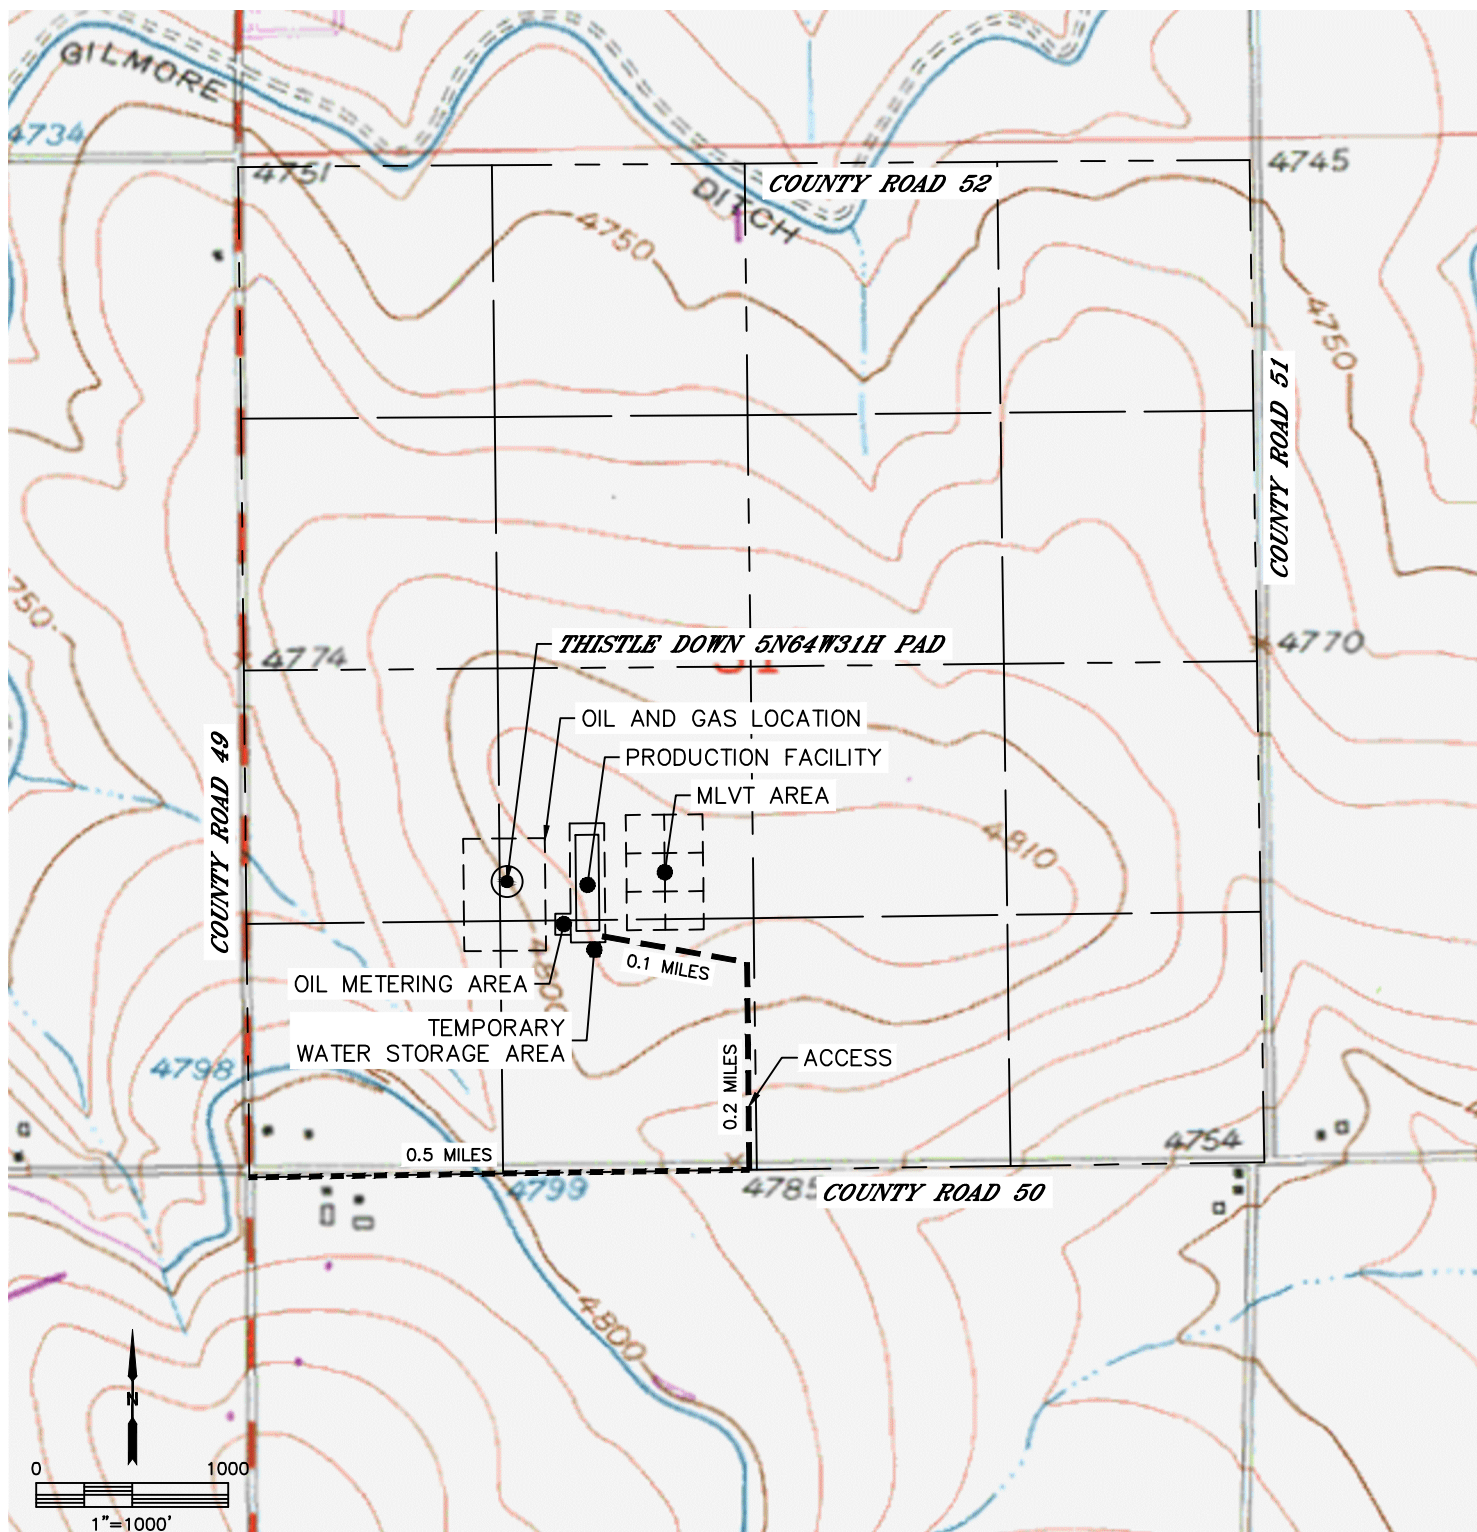 GILMORE
4734
4751
COUNTY ROAD 52
4745
DITCH
4750
4750
COUNTY ROAD 51
750
THISTLE DOWN 5N64W31H PAD
4774
31
4770
OIL AND GAS LOCATION
PRODUCTION FACILITY
MLVT AREA
COUNTY ROAD 49
4810
4800
0.1 MILES
OIL METERING AREA
TEMPORARY
WATER STORAGE AREA
4798
0.2 MILES
ACCESS
0.5 MILES
4754
4799
4785
COUNTY ROAD 50
4800
N
0 1000
1"=1000'